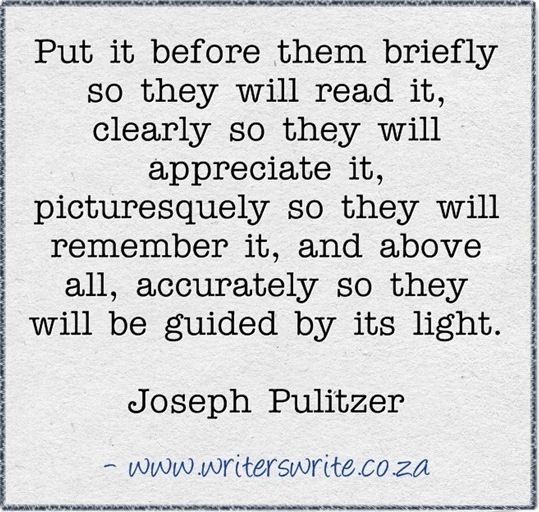 Put it before them briefly
so they will read it,
clearly so they will
appreciate it,
picturesquely so they will
remember it, and above
all, accurately so they
will be guided by its light.
Joseph Pulitzer
- www.writerswrite.co.za